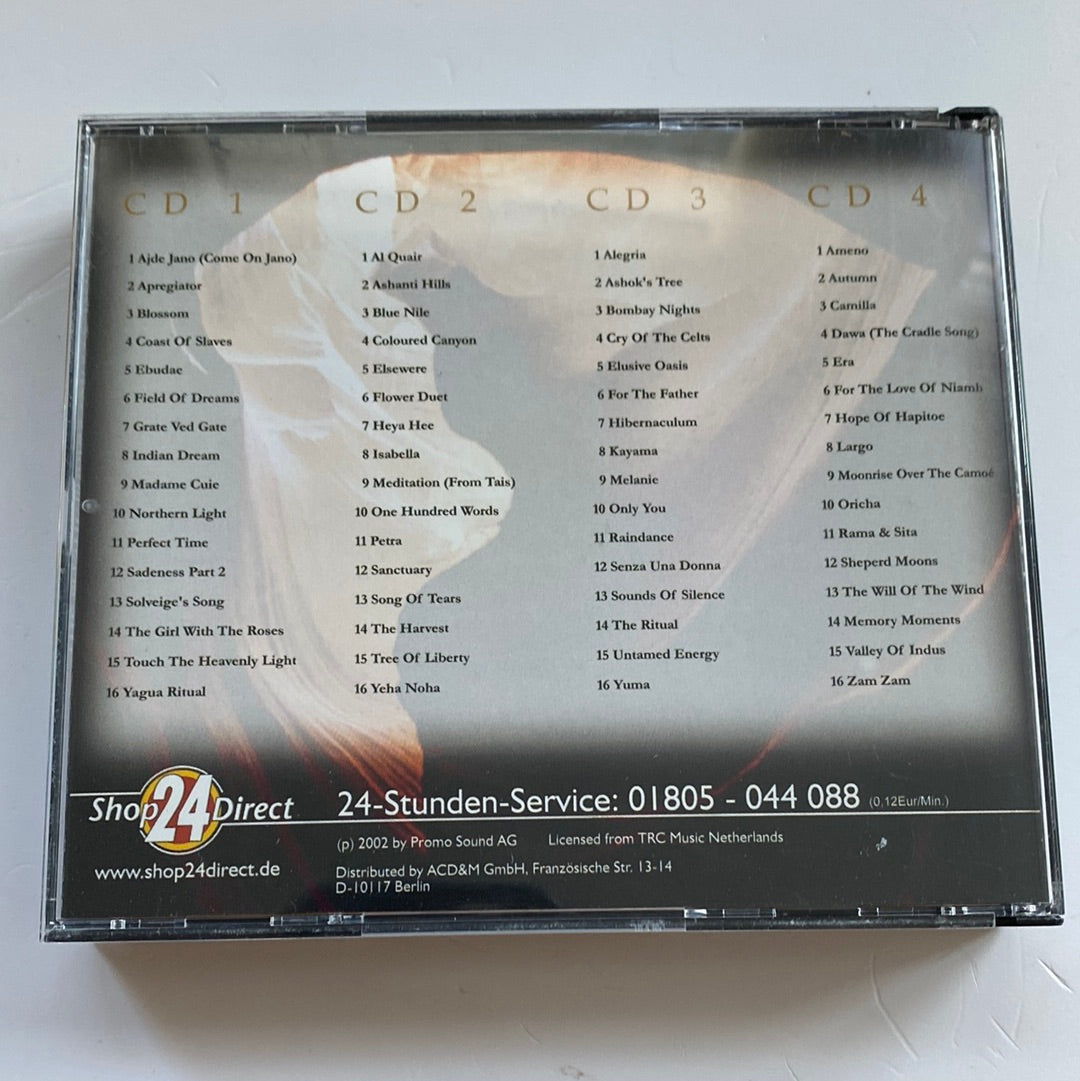 CD 1
1 Ajde Jano (Come On Jano)
2 Apregiator
3 Blossom
4 Coast Of Slaves
5 Ebudae
6 Field Of Dreams
7 Grate Ved Gate
8 Indian Dream
9 Madame Cuie
10 Northern Light
11 Perfect Time
12 Sadeness Part 2
13 Solveige's Song
14 The Girl With The Roses
15 Touch The Heavenly Light
16 Yagua Ritual
CD 2
1 Al Quair
2 Ashanti Hills
3 Blue Nile
4 Coloured Canyon
5 Elsewere
6 Flower Duet
7 Heya Hee
8 Isabella
9 Meditation (From Tais)
10 One Hundred Words
11 Petra
12 Sanctuary
13 Song Of Tears
14 The Harvest
15 Tree Of Liberty
16 Yeha Noha
CD 3
1 Alegria
2 Ashok's Tree
3 Bombay Nights
4 Cry Of The Celts
5 Elusive Oasis
6 For The Father
7 Hibernaculum
8 Kayama
9 Melanie
10 Only You
11 Raindance
12 Senza Una Donna
13 Sounds Of Silence
14 The Ritual
15 Untamed Energy
16 Yuma
CD 4
1 Ameno
2 Autumn
3 Camilla
4 Dawa (The Cradle Song)
5 Era
6 For The Love Of Niamh
7 Hope Of Hapitoe
8 Largo
9 Moonrise Over The Camoé
10 Oricha
11 Rama & Sita
12 Sheperd Moons
13 The Will Of The Wind
14 Memory Moments
15 Valley Of Indus
16 Zam Zam
Shop24Direct
www.shop24direct.de
24-Stunden-Service: 01805 - 044 088 (0,12Eur/Min.)
(p) 2002 by Promo Sound AG Licensed from TRC Music Netherlands
Distributed by ACD&M GmbH, Französische Str. 13-14
D-10117 Berlin